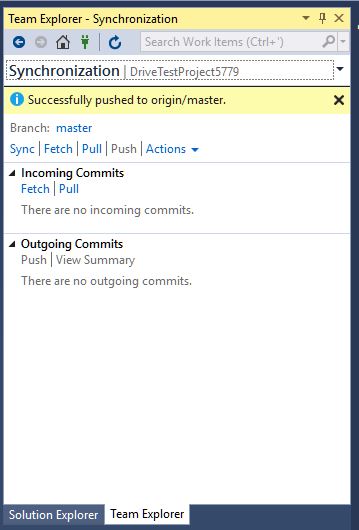 Team Explorer - Synchronization
Search Work Items (Ctrl+')
Synchronization | DriveTestProject5779
Successfully pushed to origin/master.
Branch: master
Sync | Fetch | Pull | Push | Actions
Incoming Commits
Fetch | Pull
There are no incoming commits.
Outgoing Commits
Push | View Summary
There are no outgoing commits.
Solution Explorer Team Explorer